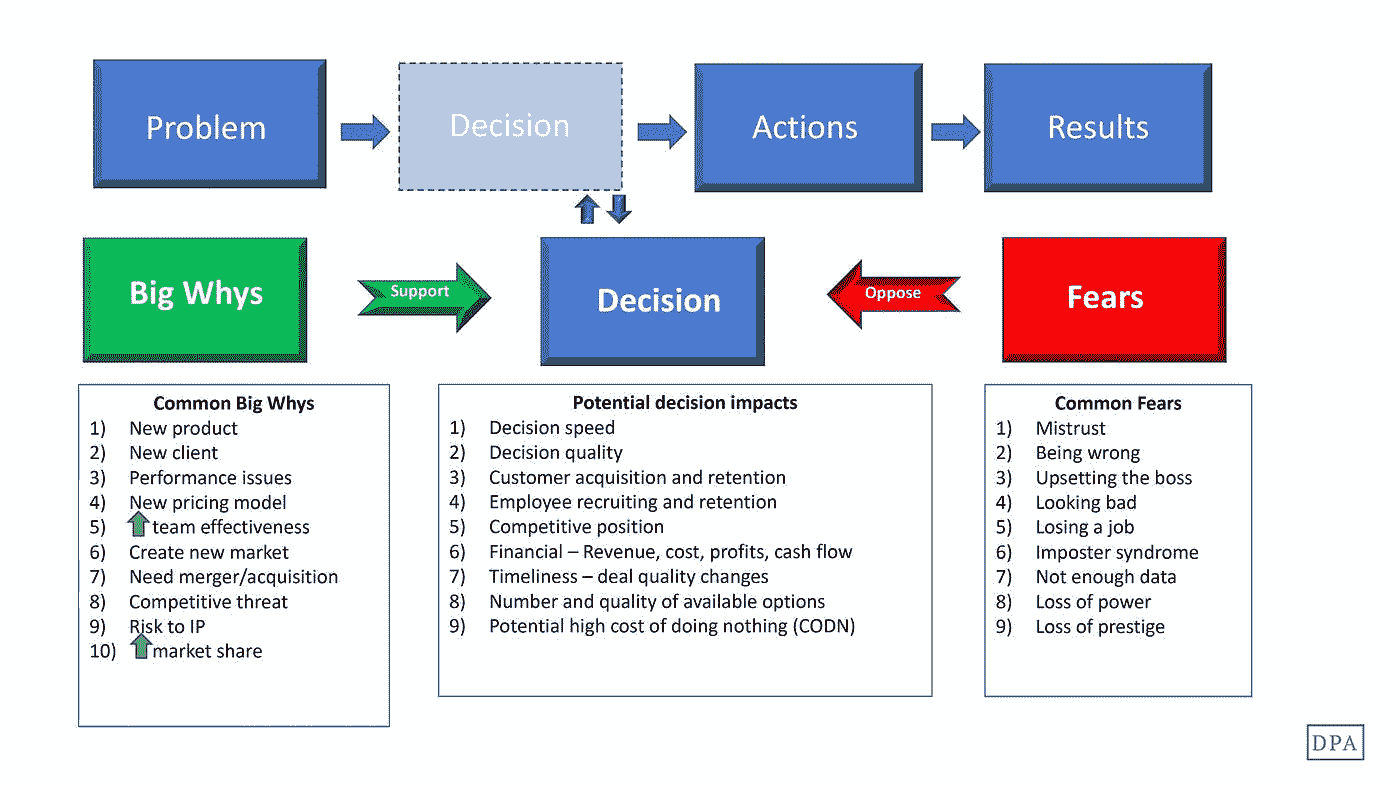 Problem
Decision
Actions
Results
Big Whys
Support
Decision
Oppose
Fears
Common Big Whys
1) New product
2) New client
3) Performance issues
4) New pricing model
5) team effectiveness
6) Create new market
7) Need merger/acquisition
8) Competitive threat
9) Risk to IP
10) market share
Potential decision impacts
1) Decision speed
2) Decision quality
3) Customer acquisition and retention
4) Employee recruiting and retention
5) Competitive position
6) Financial – Revenue, cost, profits, cash flow
7) Timeliness – deal quality changes
8) Number and quality of available options
9) Potential high cost of doing nothing (CODN)
Common Fears
1) Mistrust
2) Being wrong
3) Upsetting the boss
4) Looking bad
5) Losing a job
6) Imposter syndrome
7) Not enough data
8) Loss of power
9) Loss of prestige
DPA